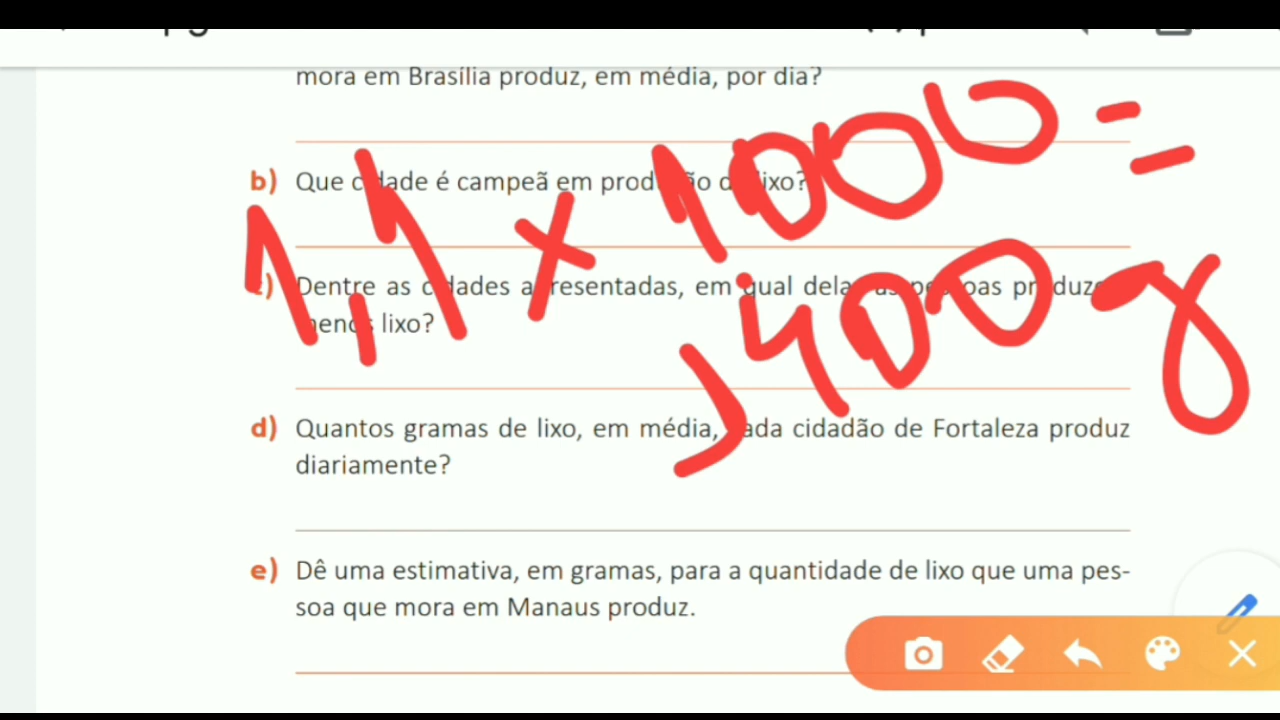 mora em Brasília produz, em média, por dia?
b) Que cidade é campeã em produção de lixo?
1,1 x 1000 =
c) Dentre as cidades apresentadas, em qual delas as pessoas produzem
menos lixo?
1100 g
d) Quantos gramas de lixo, em média, cada cidadão de Fortaleza produz
diariamente?
e) Dê uma estimativa, em gramas, para a quantidade de lixo que uma pes-
soa que mora em Manaus produz.